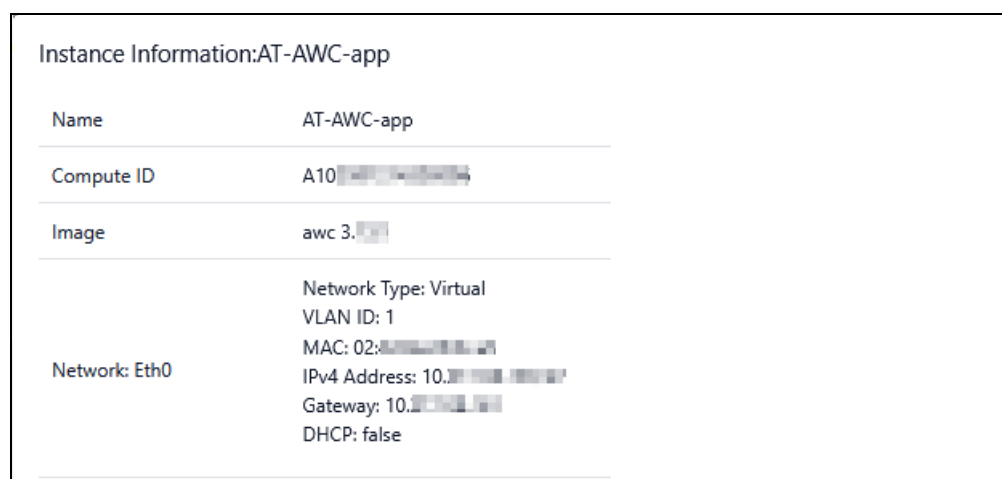 Instance Information:AT-AWC-app
Name AT-AWC-app
Compute ID A10
Image awc 3.
Network: Eth0
Network Type: Virtual
VLAN ID: 1
MAC: 02:
IPv4 Address: 10.
Gateway: 10.
DHCP: false